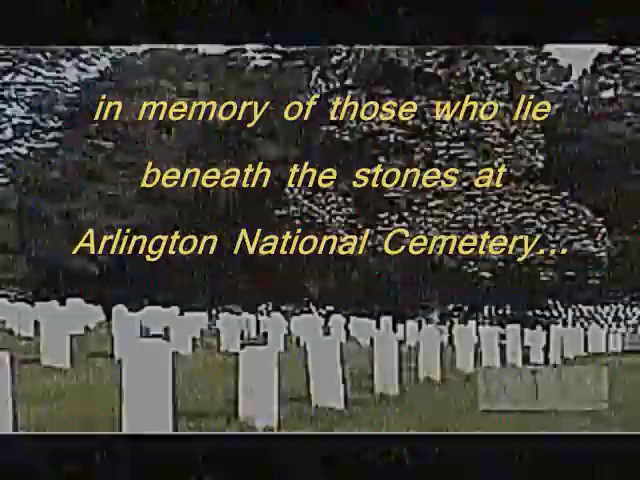 in memory of those who lie
beneath the stones at
Arlington National Cemetery...